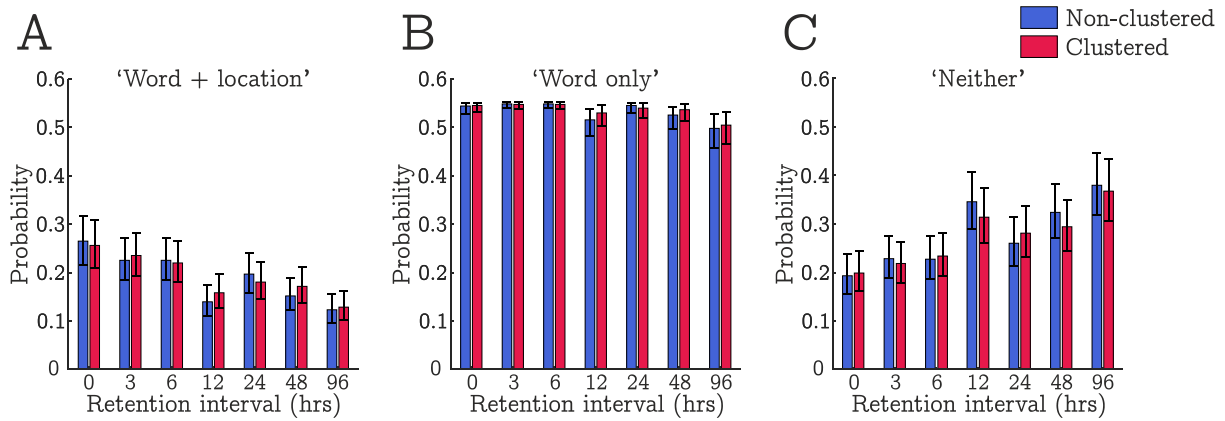 A
B
C
Non-clustered
Clustered
‘Word + location’
‘Word only’
‘Neither’
Probability
0.6
0.5
0.4
0.3
0.2
0.1
0
0 3 6 12 24 48 96
Retention interval (hrs)
Probability
0.6
0.5
0.4
0.3
0.2
0.1
0
0 3 6 12 24 48 96
Retention interval (hrs)
Probability
0.6
0.5
0.4
0.3
0.2
0.1
0
0 3 6 12 24 48 96
Retention interval (hrs)